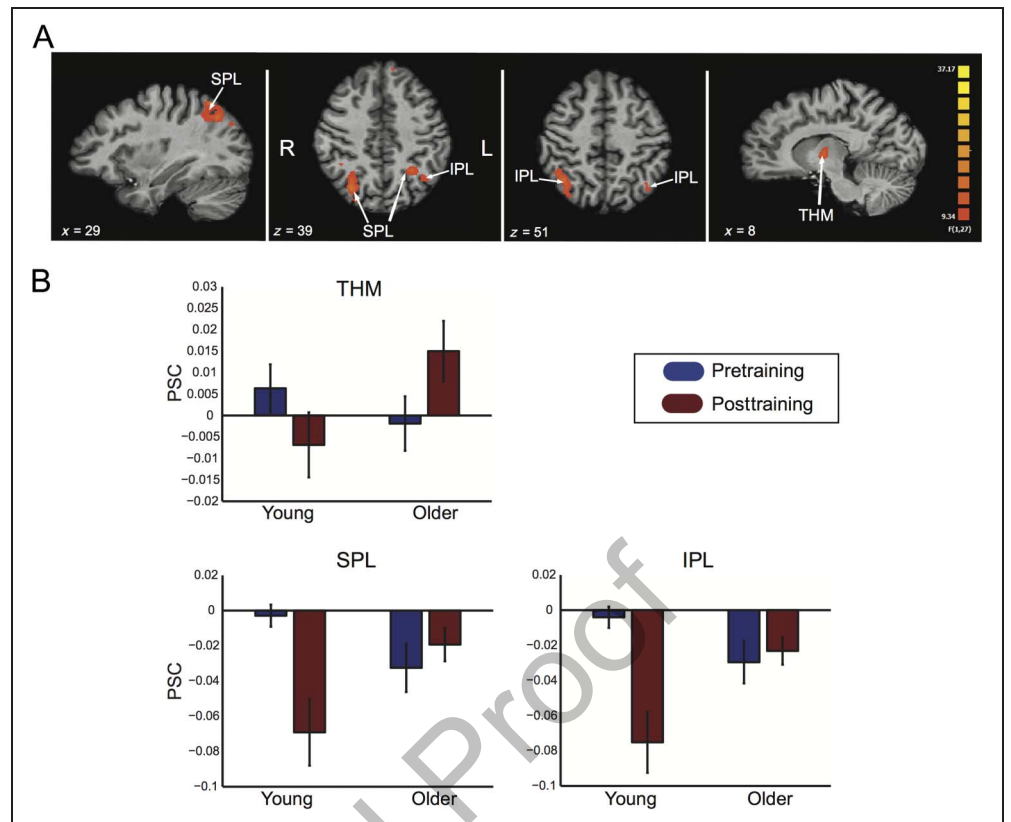 A
SPL
x = 29
R
L
IPL
SPL
z = 39
IPL
IPL
z = 51
THM
x = 8
37.17
9.34
F(1,27)
B
THM
PSC
0.03
0.025
0.02
0.015
0.01
0.005
0
−0.005
−0.01
−0.015
−0.02
Young Older
Pretraining
Posttraining
SPL
PSC
0.02
0
−0.02
−0.04
−0.06
−0.08
−0.1
Young Older
IPL
0.02
0
−0.02
−0.04
−0.06
−0.08
−0.1
Young Older
Proof